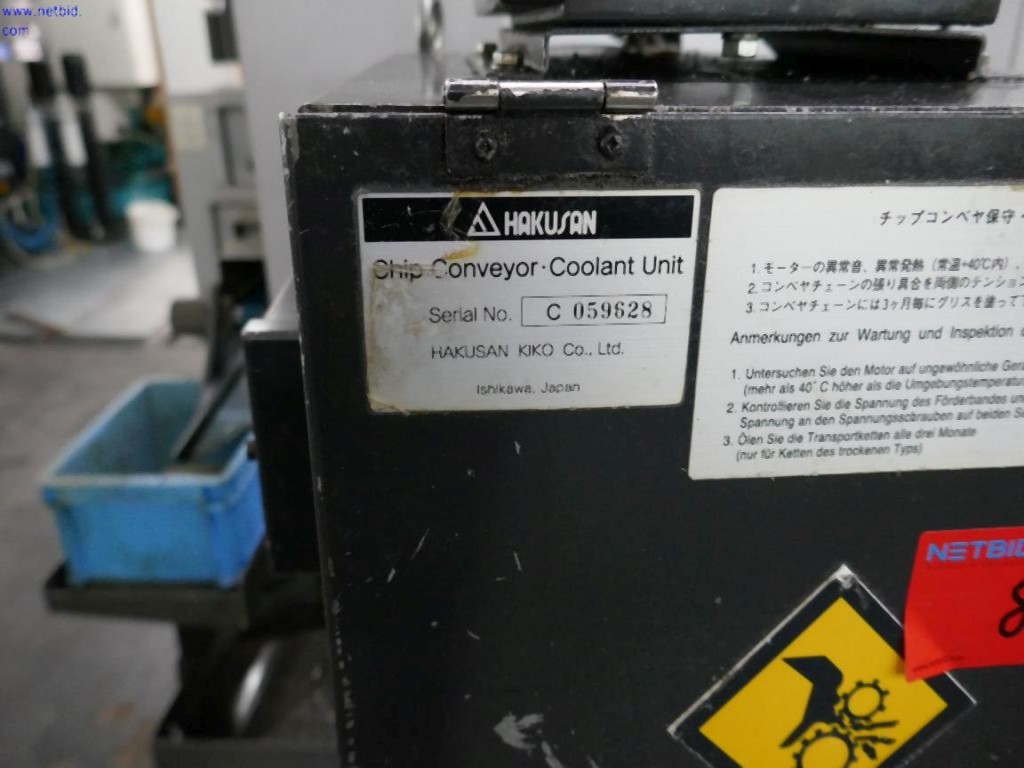 www.netbid.
com
HAKUSAN
Chip Conveyor·Coolant Unit
Serial No. C 059628
HAKUSAN KIKO Co., Ltd.
Ishikawa, Japan
チップコンベヤ保守
1. モーターの異常音、異常発熱 (常温+40℃内)、
2. コンベヤチェーンの張り具合を両側のテンショ
3. コンベヤチェーンには3ヶ月毎にグリスを塗って
Anmerkungen zur Wartung und Inspektion
1. Untersuchen Sie den Motor auf ungewöhnliche Ger
(mehr als 40° C höher als die Umgebungstemperatu
2. Kontrollieren Sie die Spannung des Förderbandes
Spannung an den Spannungsscbrauben auf beiden
3. Ölen Sie die Transportketten alle drei Monate
(nur für Ketten des trockenen Typs)
NETBID
8